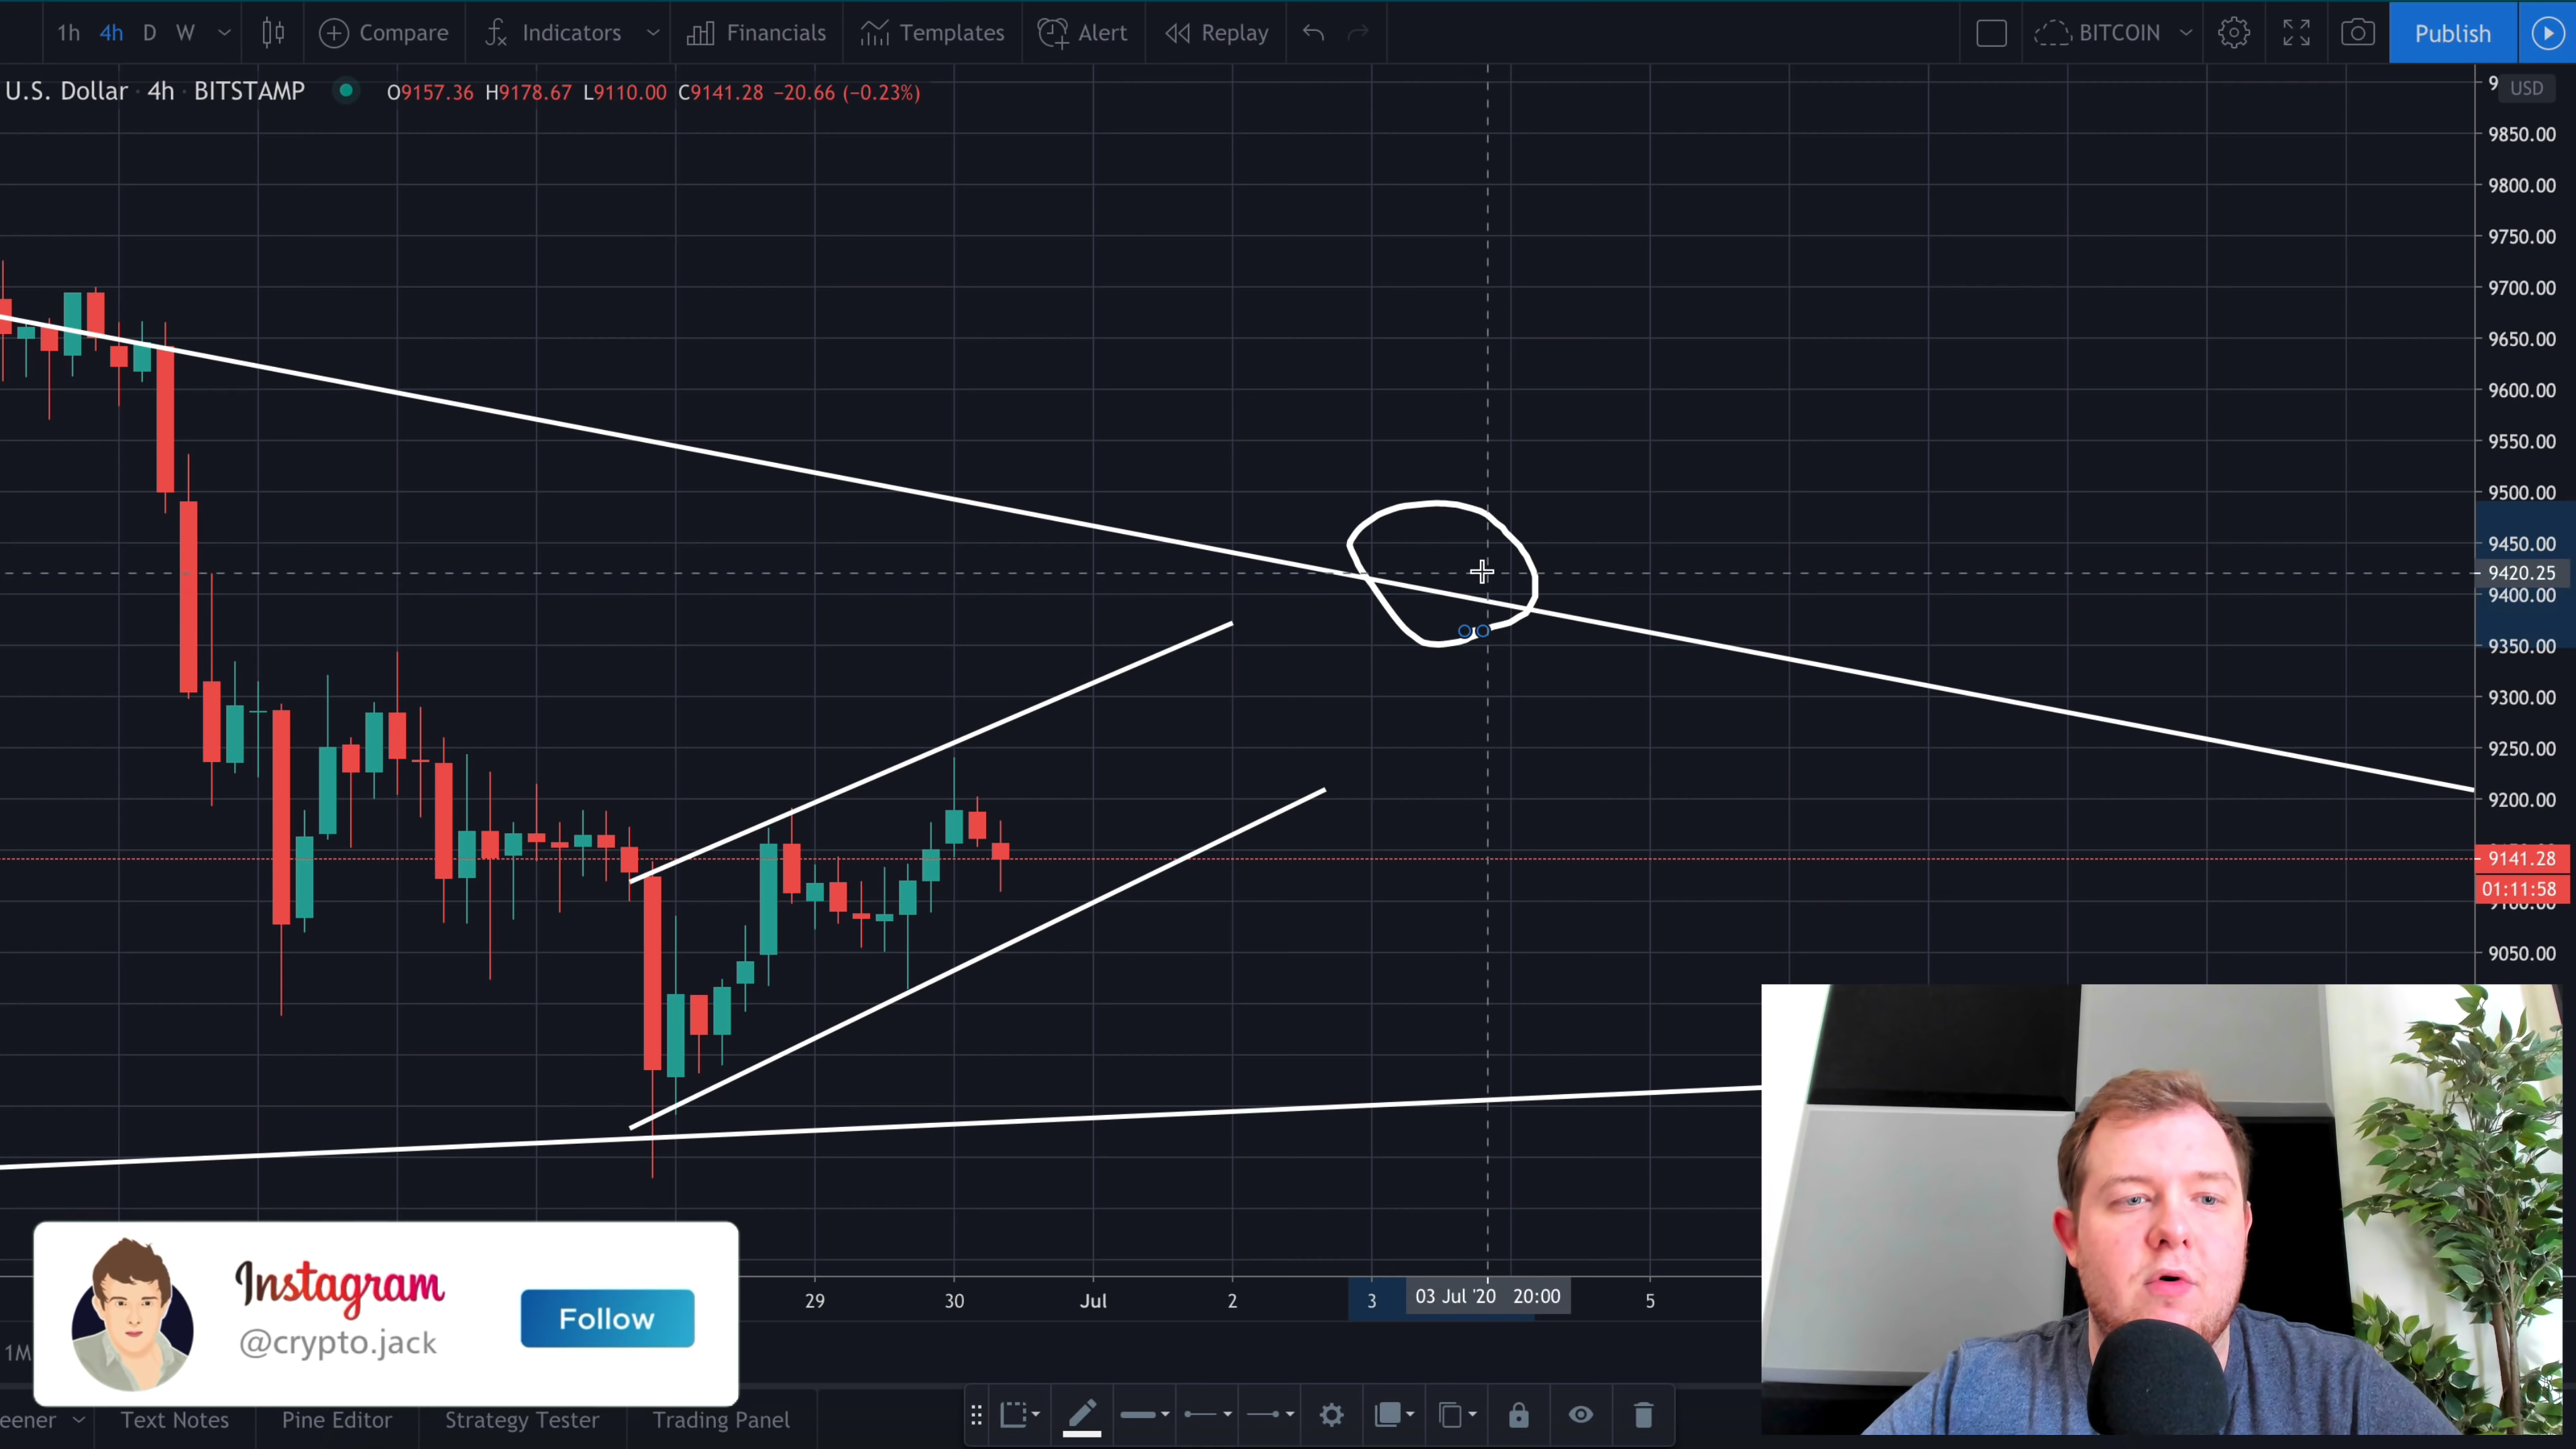 1h 4h D W Compare Indicators Financials Templates Alert Replay BITCOIN Publish
U.S. Dollar · 4h · BITSTAMP O9157.36 H9178.67 L9110.00 C9141.28 −20.66 (−0.23%)
USD
9850.00
9800.00
9750.00
9700.00
9650.00
9600.00
9550.00
9500.00
9450.00
9420.25
9400.00
9350.00
9300.00
9250.00
9200.00
9141.28
01:11:58
9050.00
29 30 Jul 2 3 03 Jul '20 20:00 5
Instagram
@crypto.jack
Follow
1M
eener Text Notes Pine Editor Strategy Tester Trading Panel